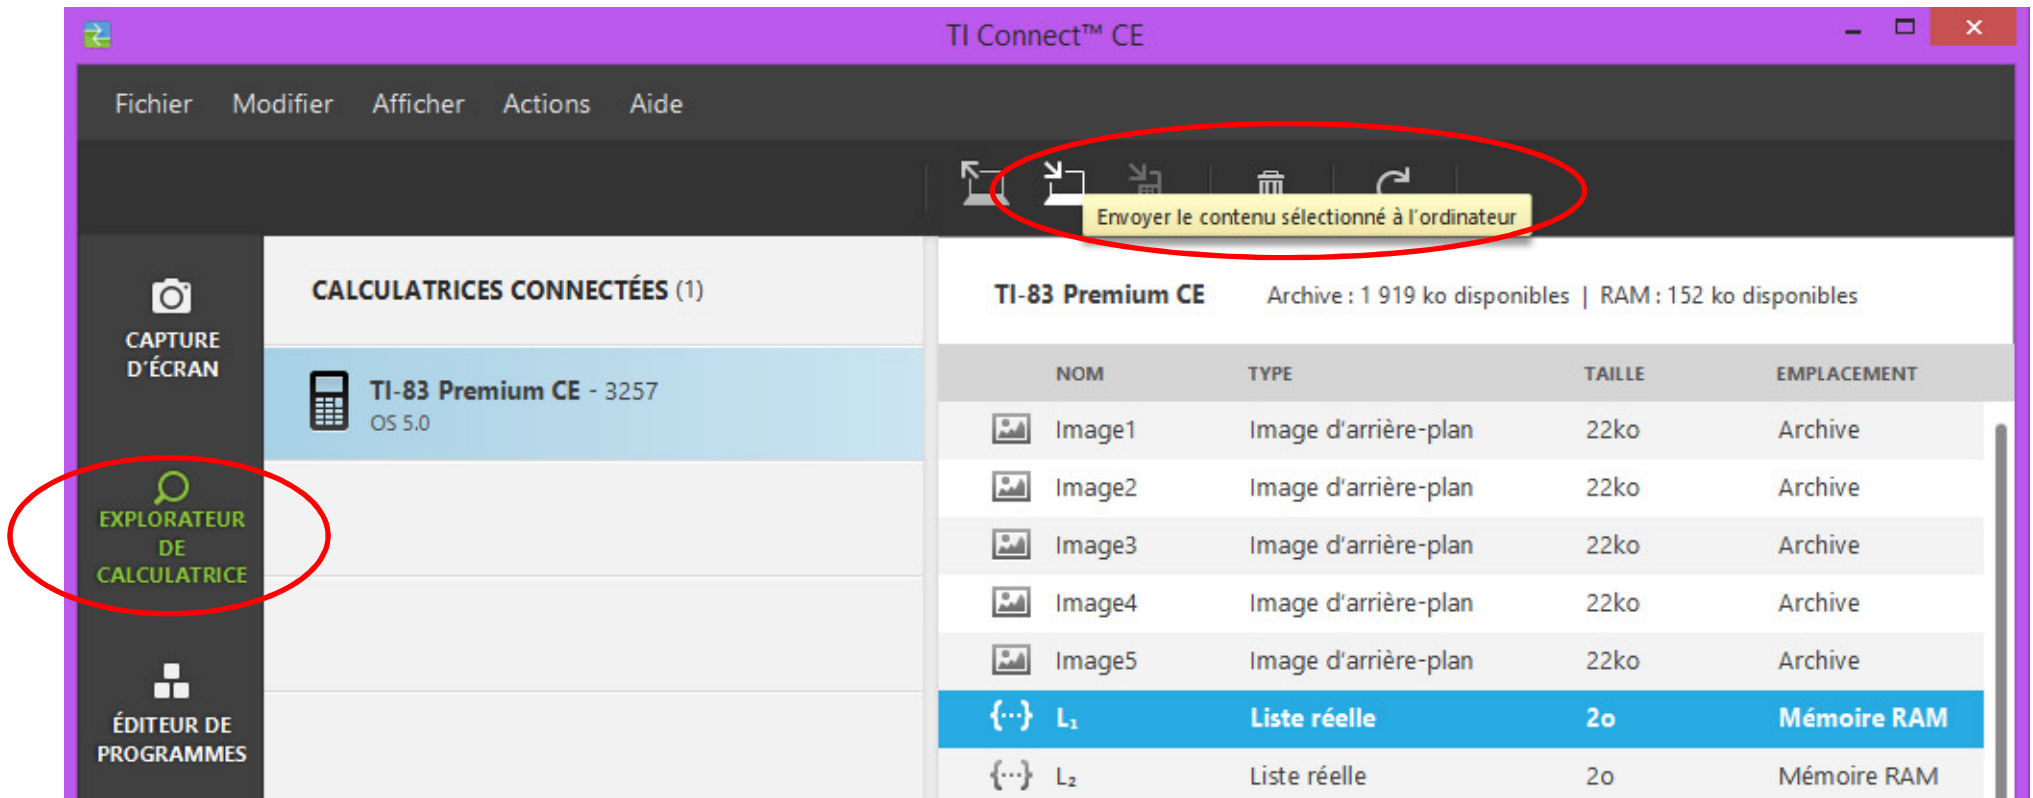 TI Connect™ CE
Fichier Modifier Afficher Actions Aide
Envoyer le contenu sélectionné à l'ordinateur
CAPTURE
D'ÉCRAN
EXPLORATEUR
DE
CALCULATRICE
ÉDITEUR DE
PROGRAMMES
CALCULATRICES CONNECTÉES (1)
TI-83 Premium CE - 3257
OS 5.0
TI-83 Premium CE Archive : 1 919 ko disponibles | RAM : 152 ko disponibles
NOM TYPE TAILLE EMPLACEMENT
Image1 Image d'arrière-plan 22ko Archive
Image2 Image d'arrière-plan 22ko Archive
Image3 Image d'arrière-plan 22ko Archive
Image4 Image d'arrière-plan 22ko Archive
Image5 Image d'arrière-plan 22ko Archive
{···} L₁ Liste réelle 2o Mémoire RAM
{···} L₂ Liste réelle 2o Mémoire RAM